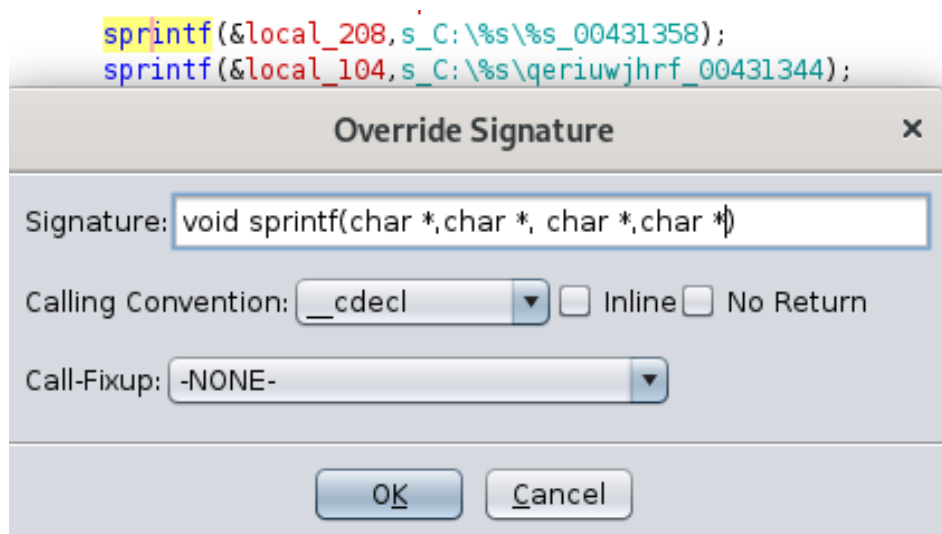 sprintf(&local_208,s_C:\%s\%s_00431358);
sprintf(&local_104,s_C:\%s\qeriuwjhrf_00431344);
Override Signature ×
Signature: void sprintf(char *,char *, char *,char *)
Calling Convention: __cdecl Inline No Return
Call-Fixup: -NONE-
OK Cancel